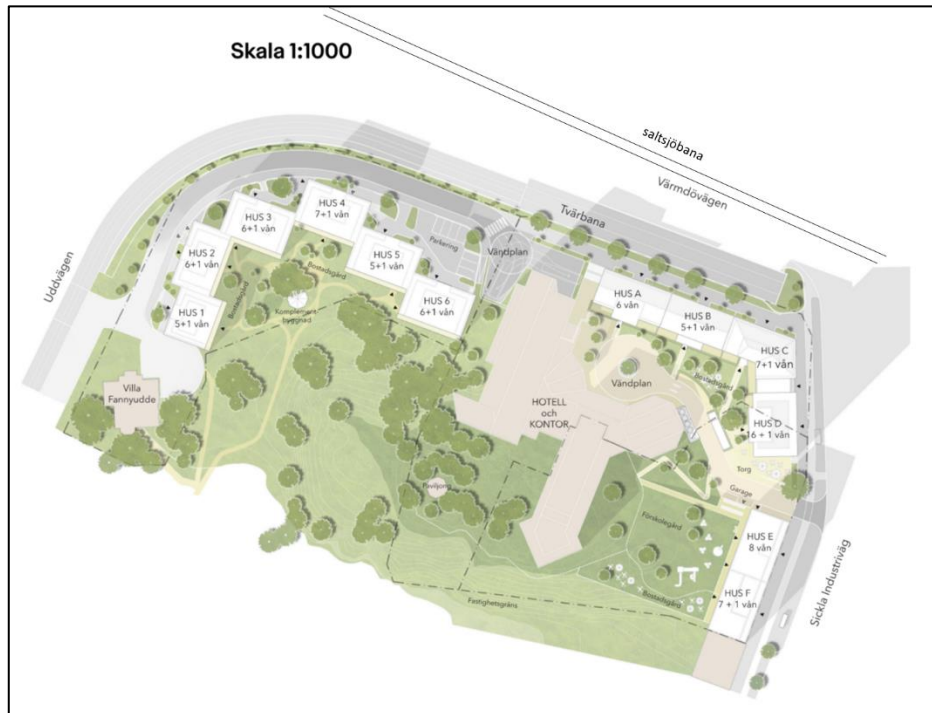 Skala 1:1000
saltsjöbana
Värmdövägen
Tvärbana
HUS 4
7+1 vån
HUS 3
6+1 vån
Parkering
Vändplan
HUS 5
5+1 vån
HUS 2
6+1 vån
Bostadsgård
Bostadsgård
Uddvägen
HUS A
6 vån
HUS 6
6+1 vån
HUS 1
5+1 vån
Komplement
byggnad
HUS B
5+1 vån
HUS C
7+1 vån
Vändplan
Bostadsgård
Villa
Fannyudde
HOTELL
och
KONTOR
HUS D
16 + 1 vån
Torg
Paviljong
Garage
Förskolegård
HUS E
8 vån
Sickla Industriväg
Bostadsgård
HUS F
7 + 1 vån
Fastighetsgräns